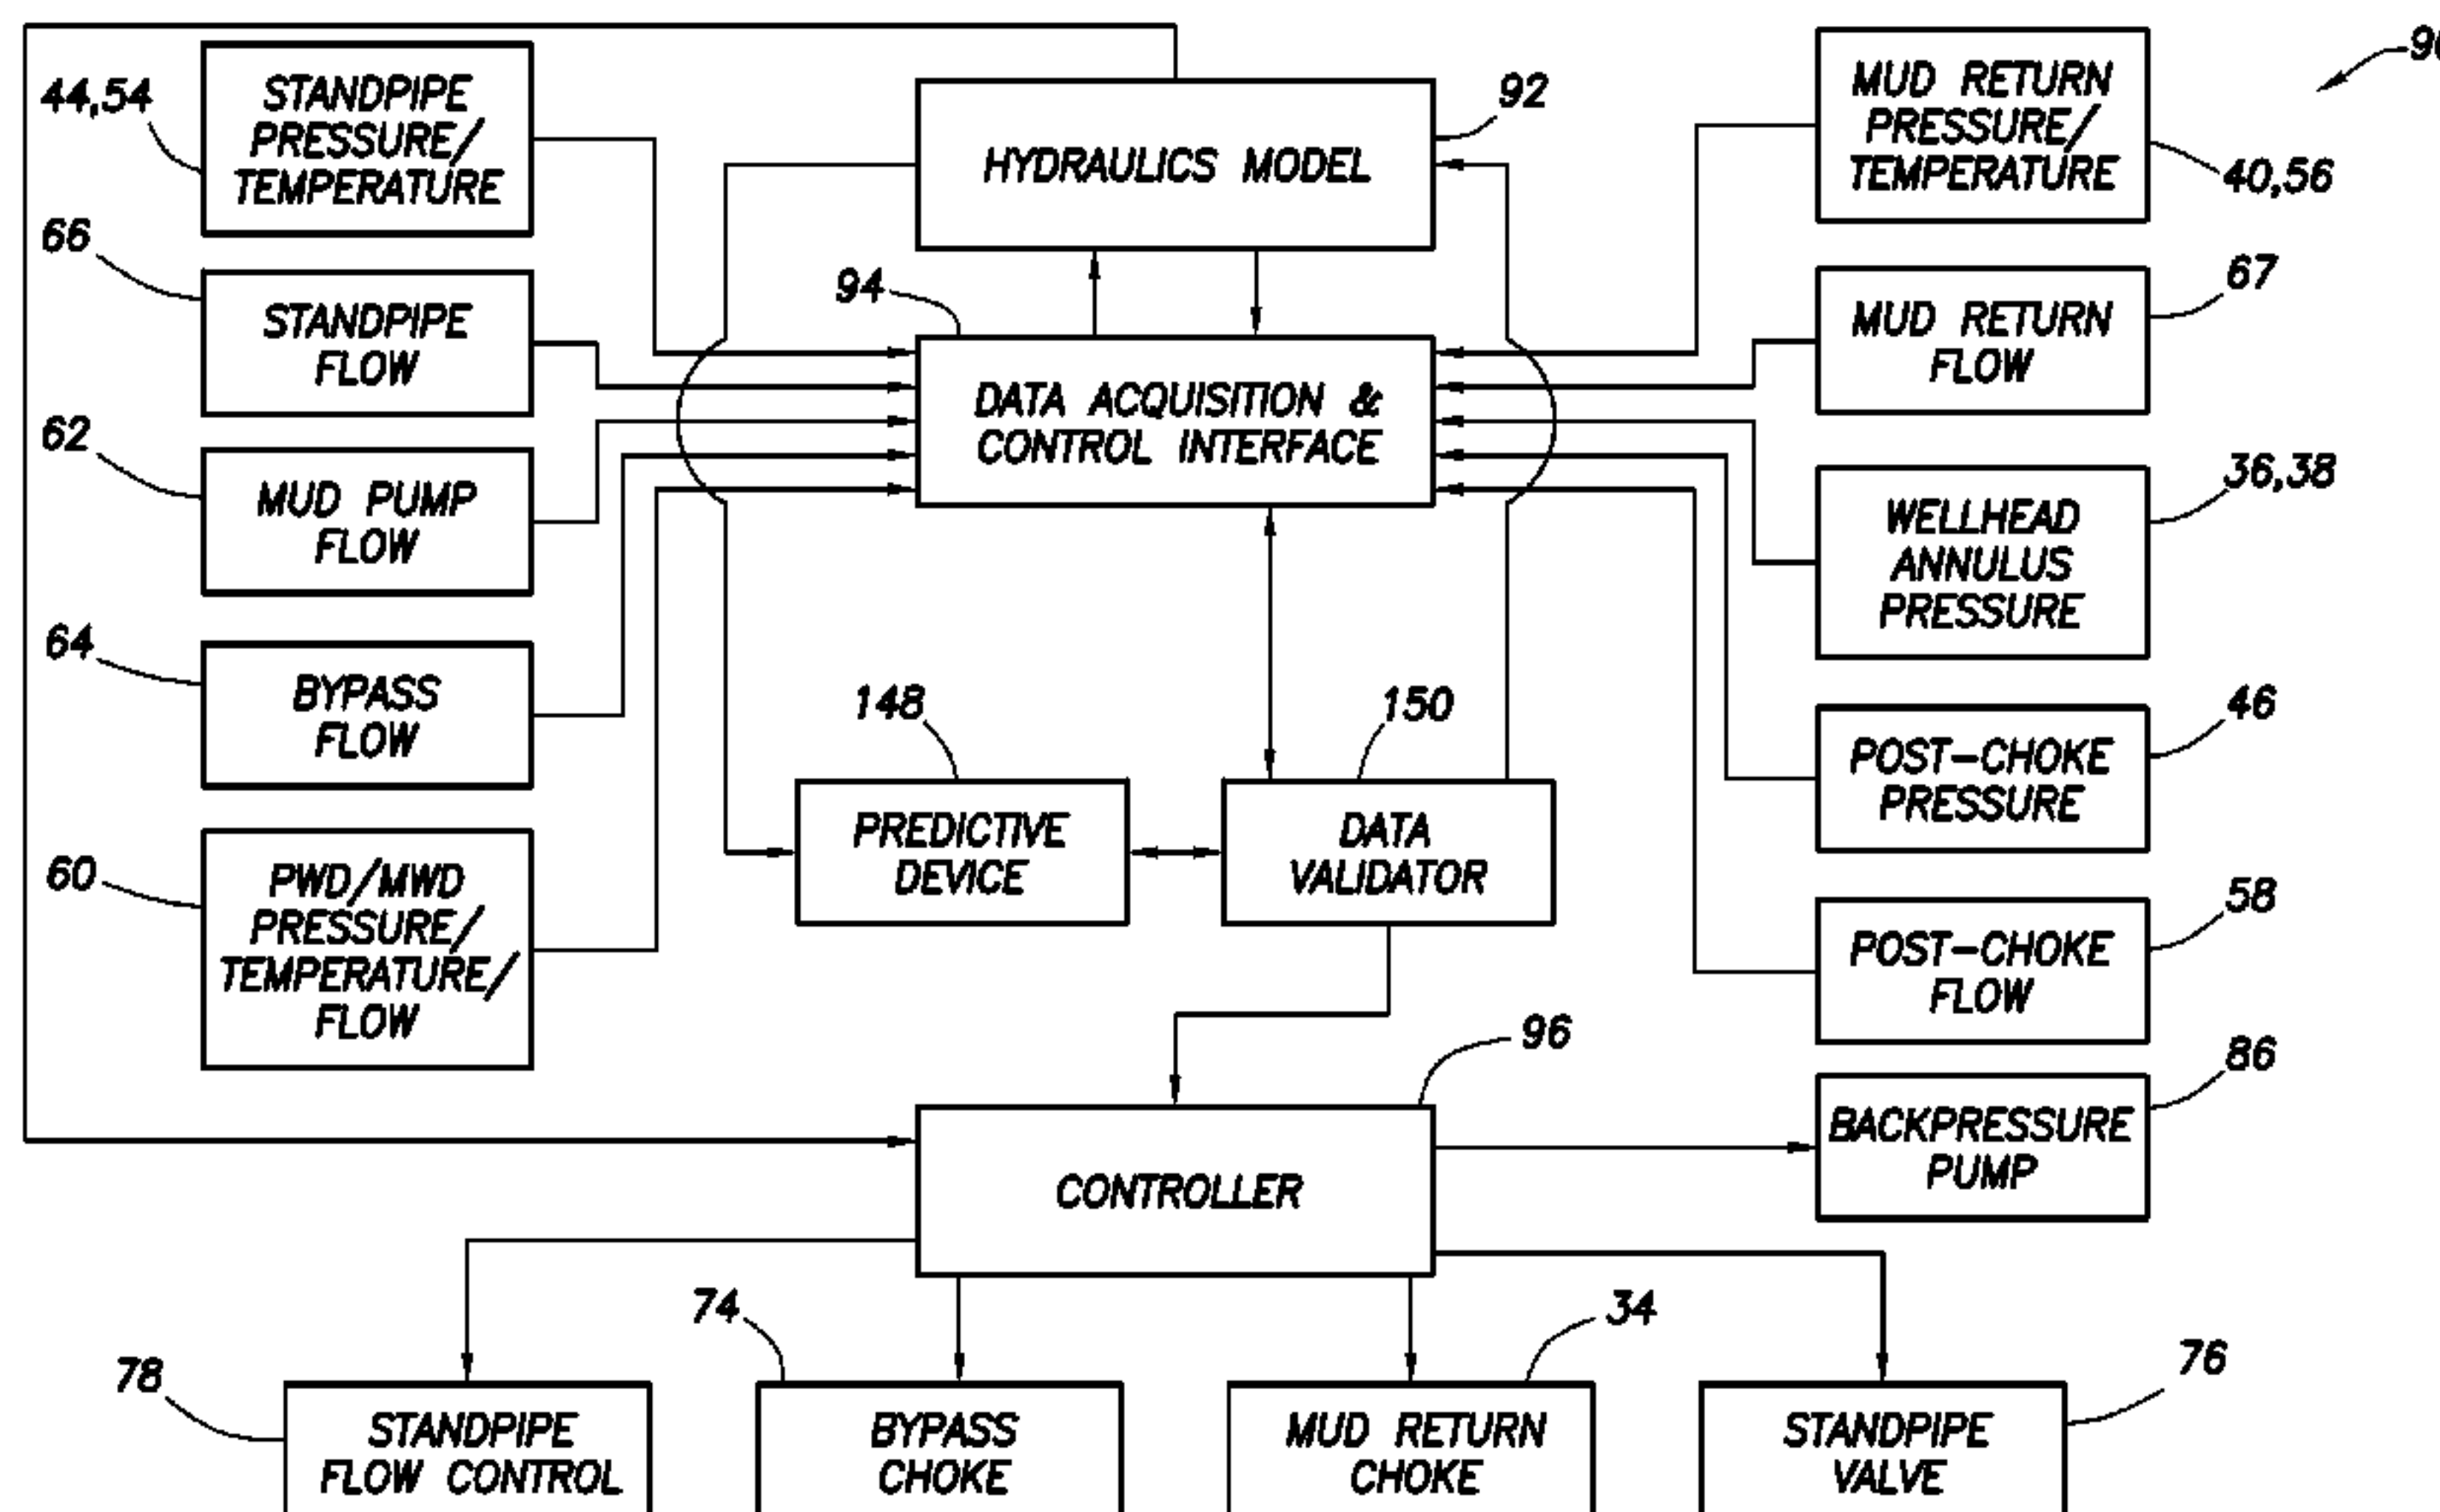 44,54
STANDPIPE
PRESSURE/
TEMPERATURE
66
STANDPIPE
FLOW
62
MUD PUMP
FLOW
64
BYPASS
FLOW
60
PWD/MWD
PRESSURE/
TEMPERATURE/
FLOW
92
HYDRAULICS MODEL
94
DATA ACQUISITION &
CONTROL INTERFACE
148
PREDICTIVE
DEVICE
150
DATA
VALIDATOR
96
CONTROLLER
MUD RETURN
PRESSURE/
TEMPERATURE
40,56
67
MUD RETURN
FLOW
36,38
WELLHEAD
ANNULUS
PRESSURE
46
POST-CHOKE
PRESSURE
58
POST-CHOKE
FLOW
86
BACKPRESSURE
PUMP
78
STANDPIPE
FLOW CONTROL
74
BYPASS
CHOKE
34
MUD RETURN
CHOKE
76
STANDPIPE
VALVE